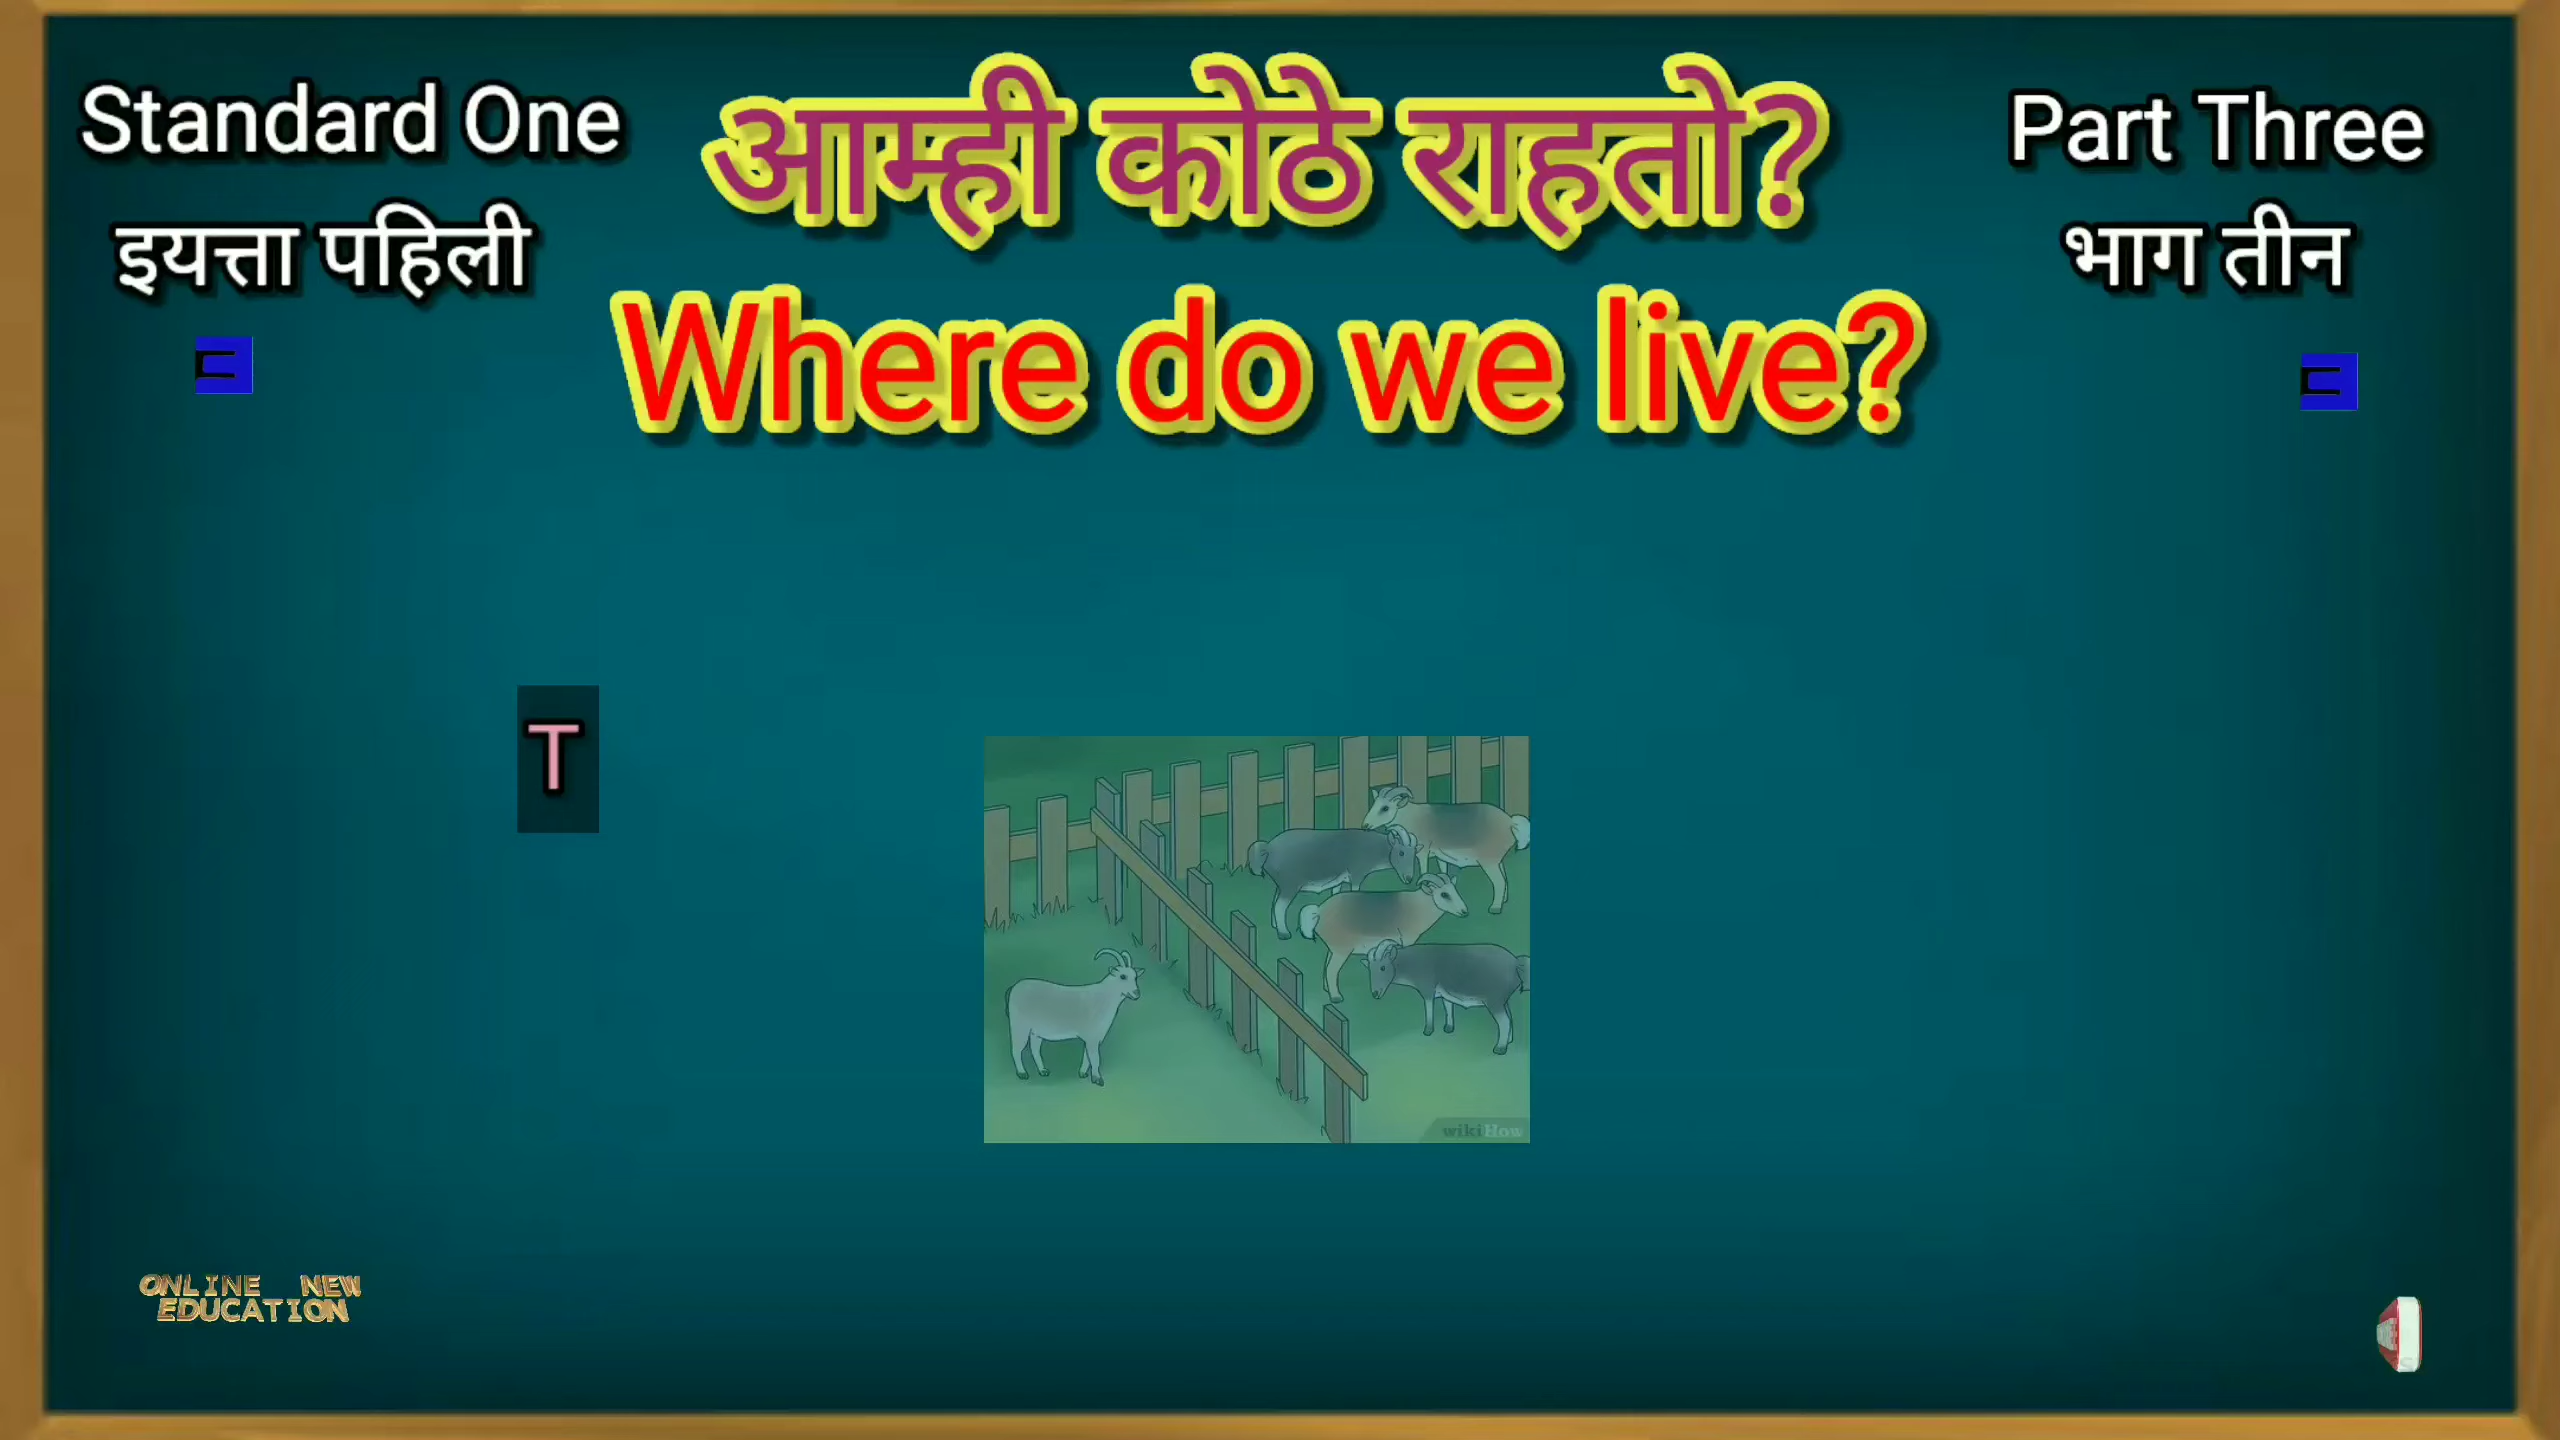 Standard One
इयत्ता पहिली
आम्ही कोठे राहतो?
Where do we live?
Part Three
भाग तीन
T
wikiHow
ONLINE NEW
EDUCATION